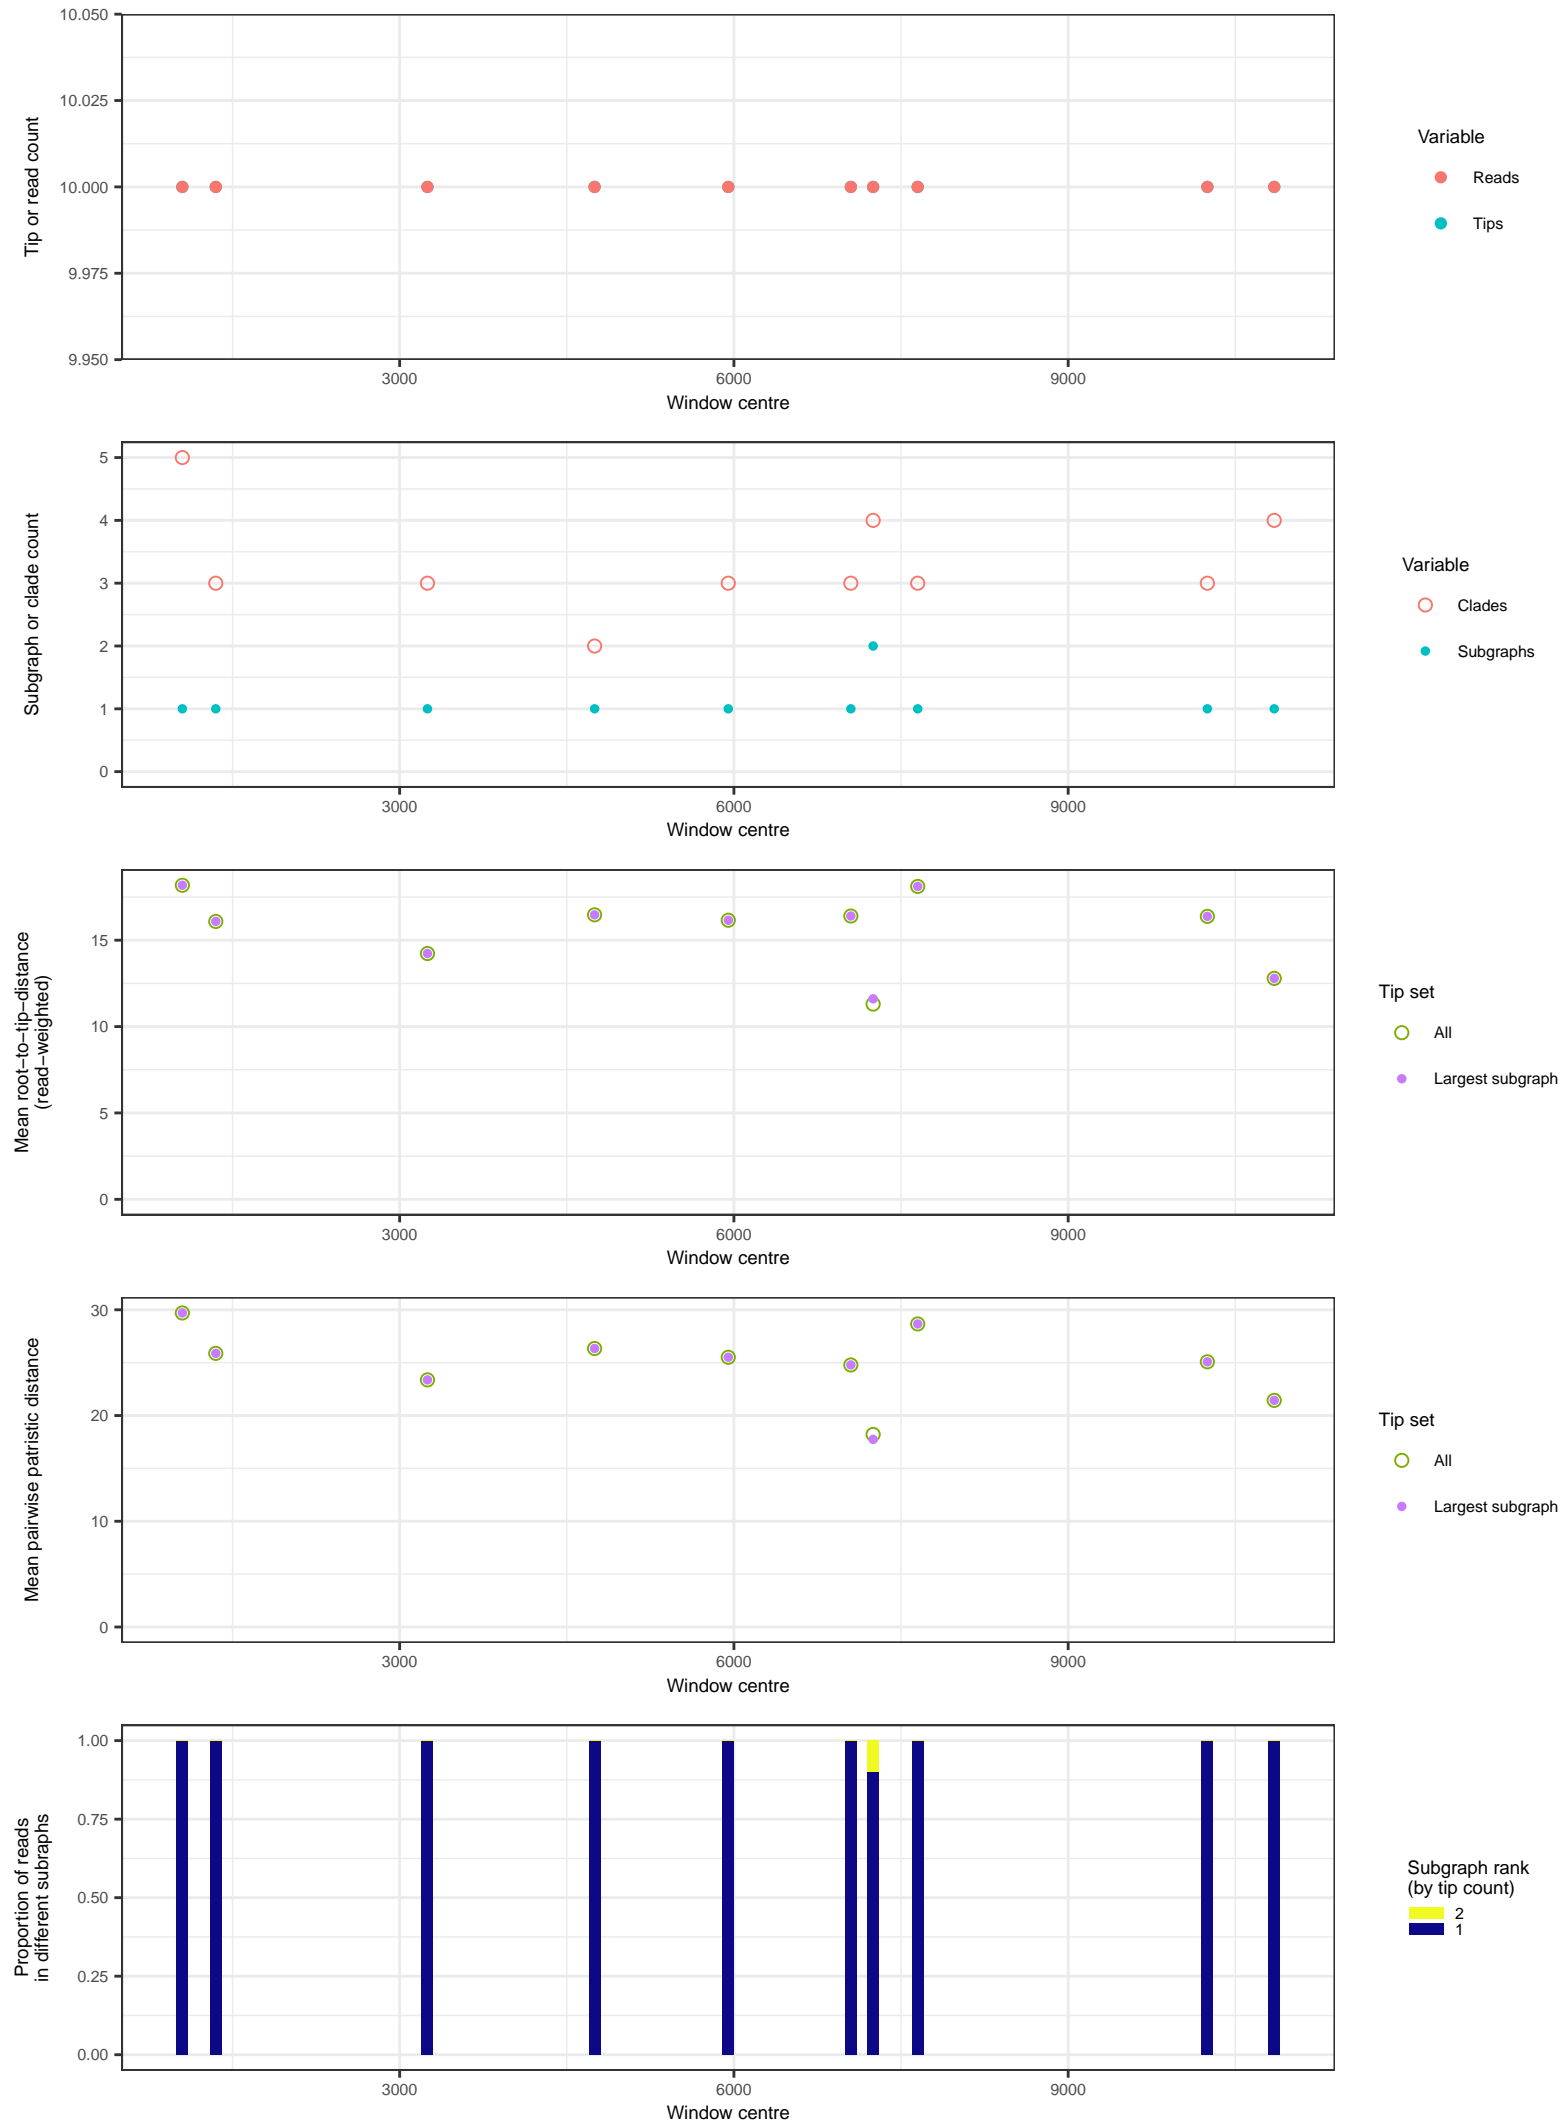 10.050
10.025
10.000
9.975
9.950
Tip or read count
3000 6000 9000
Window centre
Variable
Reads
Tips
5
4
3
2
1
0
Subgraph or clade count
3000 6000 9000
Window centre
Variable
Clades
Subgraphs
15
10
5
0
Mean root−to−tip−distance
(read−weighted)
3000 6000 9000
Window centre
Tip set
All
Largest subgraph
30
20
10
0
Mean pairwise patristic distance
3000 6000 9000
Window centre
Tip set
All
Largest subgraph
1.00
0.75
0.50
0.25
0.00
Proportion of reads
in different subraphs
3000 6000 9000
Window centre
Subgraph rank
(by tip count)
2
1